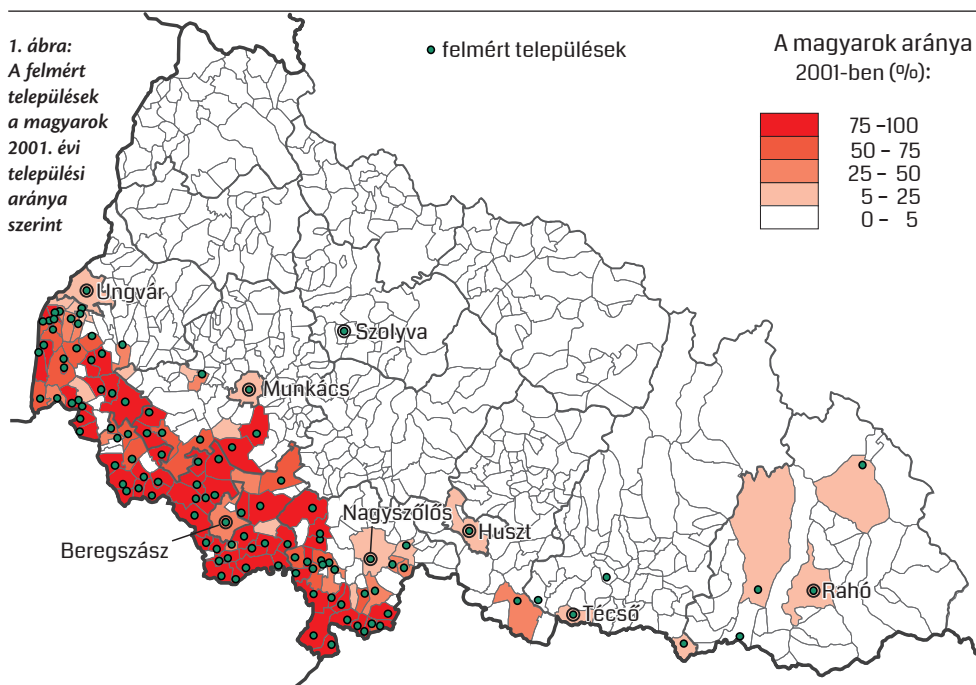 1. ábra:
A felmért
települések
a magyarok
2001. évi
települési
aránya
szerint
felmért települések
A magyarok aránya
2001-ben (%):
75 –100
50 – 75
25 – 50
5 – 25
0 – 5
Ungvár
Szolyva
Munkács
Nagyszőlős
Huszt
Beregszász
Rahó
Técső